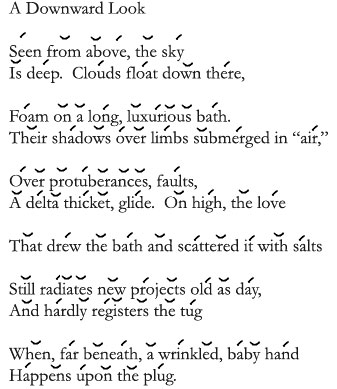 A Downward Look
Seen from above, the sky
Is deep. Clouds float down there,
Foam on a long, luxurious bath.
Their shadows over limbs submerged in “air,”
Over protuberances, faults,
A delta thicket, glide. On high, the love
That drew the bath and scattered it with salts
Still radiates new projects old as day,
And hardly registers the tug
When, far beneath, a wrinkled, baby hand
Happens upon the plug.